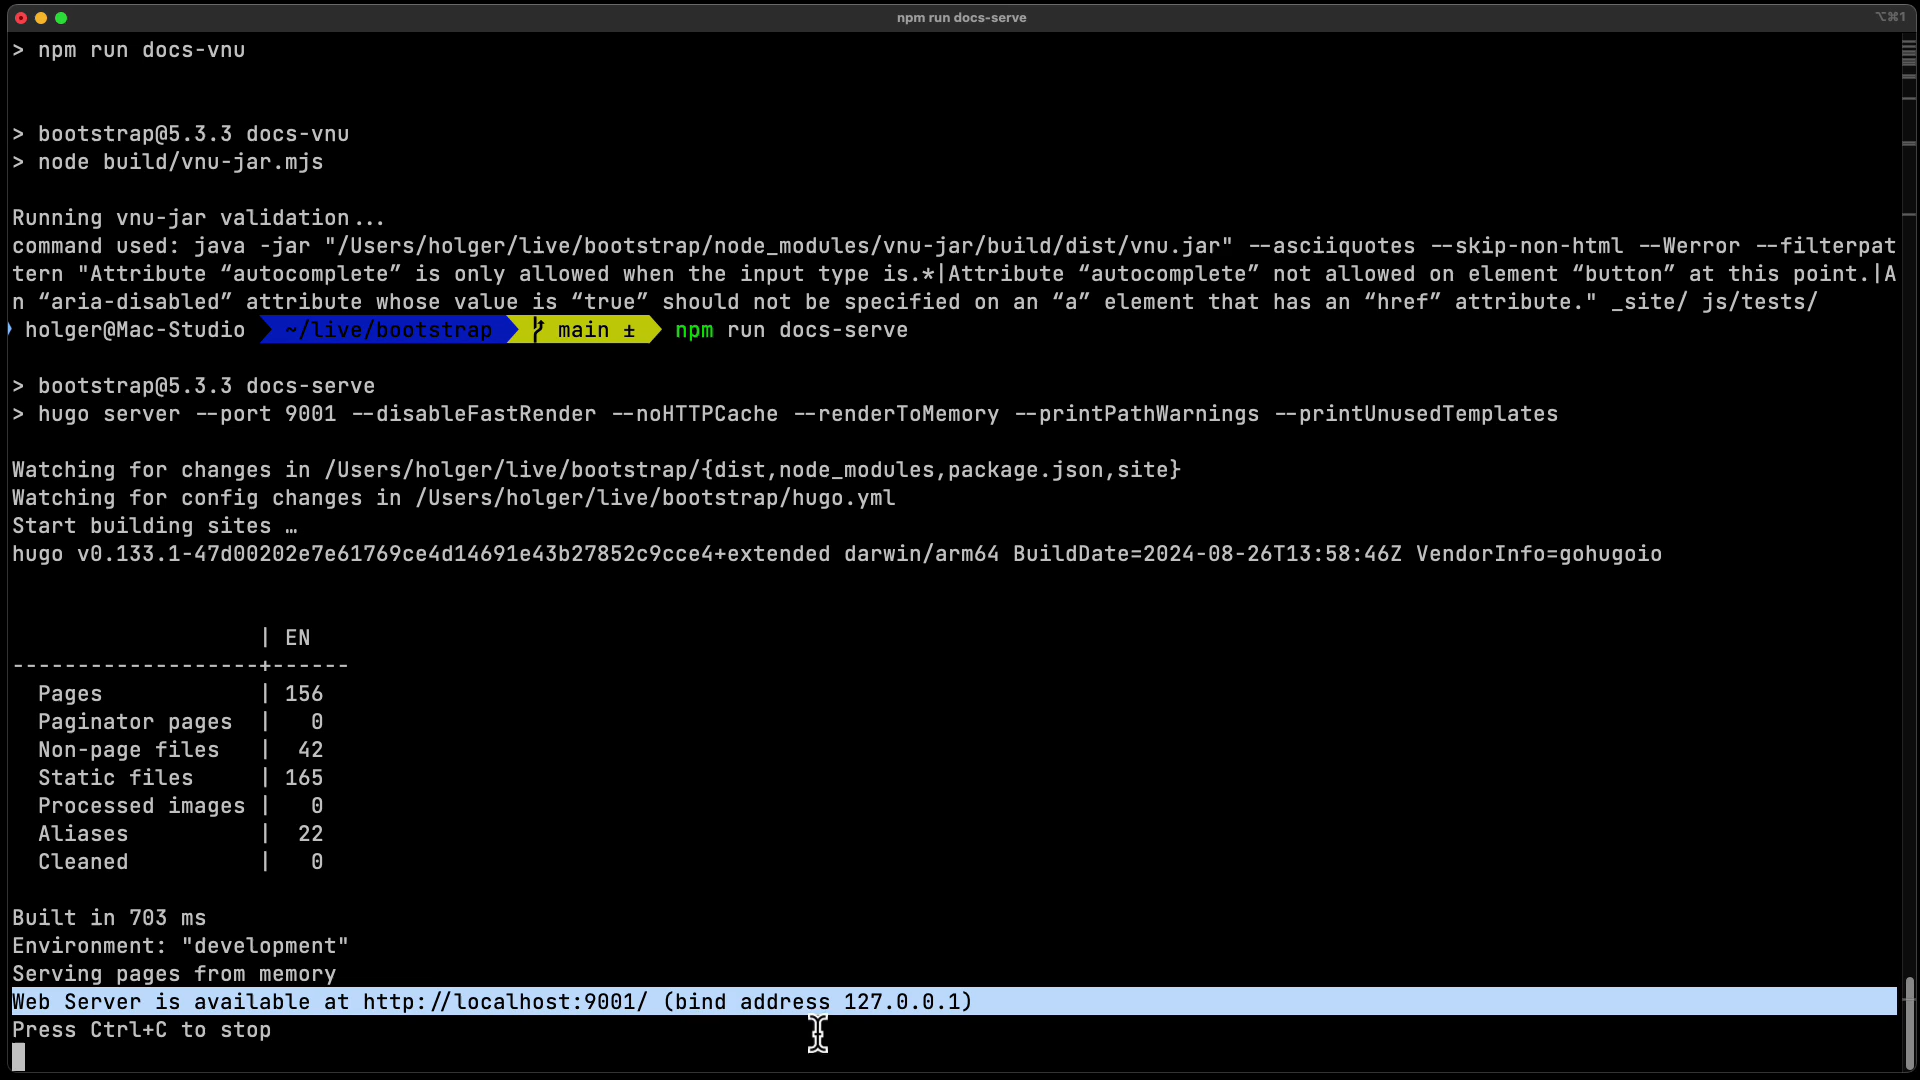 npm run docs-serve
⌥⌘1
> npm run docs-vnu
> bootstrap@5.3.3 docs-vnu
> node build/vnu-jar.mjs
Running vnu-jar validation...
command used: java -jar "/Users/holger/live/bootstrap/node_modules/vnu-jar/build/dist/vnu.jar" --asciiquotes --skip-non-html --Werror --filterpat
tern "Attribute “autocomplete” is only allowed when the input type is.*|Attribute “autocomplete” not allowed on element “button” at this point.|A
n “aria-disabled” attribute whose value is “true” should not be specified on an “a” element that has an “href” attribute." _site/ js/tests/
holger@Mac-Studio ~/live/bootstrap main ± npm run docs-serve
> bootstrap@5.3.3 docs-serve
> hugo server --port 9001 --disableFastRender --noHTTPCache --renderToMemory --printPathWarnings --printUnusedTemplates
Watching for changes in /Users/holger/live/bootstrap/{dist,node_modules,package.json,site}
Watching for config changes in /Users/holger/live/bootstrap/hugo.yml
Start building sites …
hugo v0.133.1-47d00202e7e61769ce4d14691e43b27852c9cce4+extended darwin/arm64 BuildDate=2024-08-26T13:58:46Z VendorInfo=gohugoio
| EN
-------------------+------
Pages | 156
Paginator pages | 0
Non-page files | 42
Static files | 165
Processed images | 0
Aliases | 22
Cleaned | 0
Built in 703 ms
Environment: "development"
Serving pages from memory
Web Server is available at http://localhost:9001/ (bind address 127.0.0.1)
Press Ctrl+C to stop